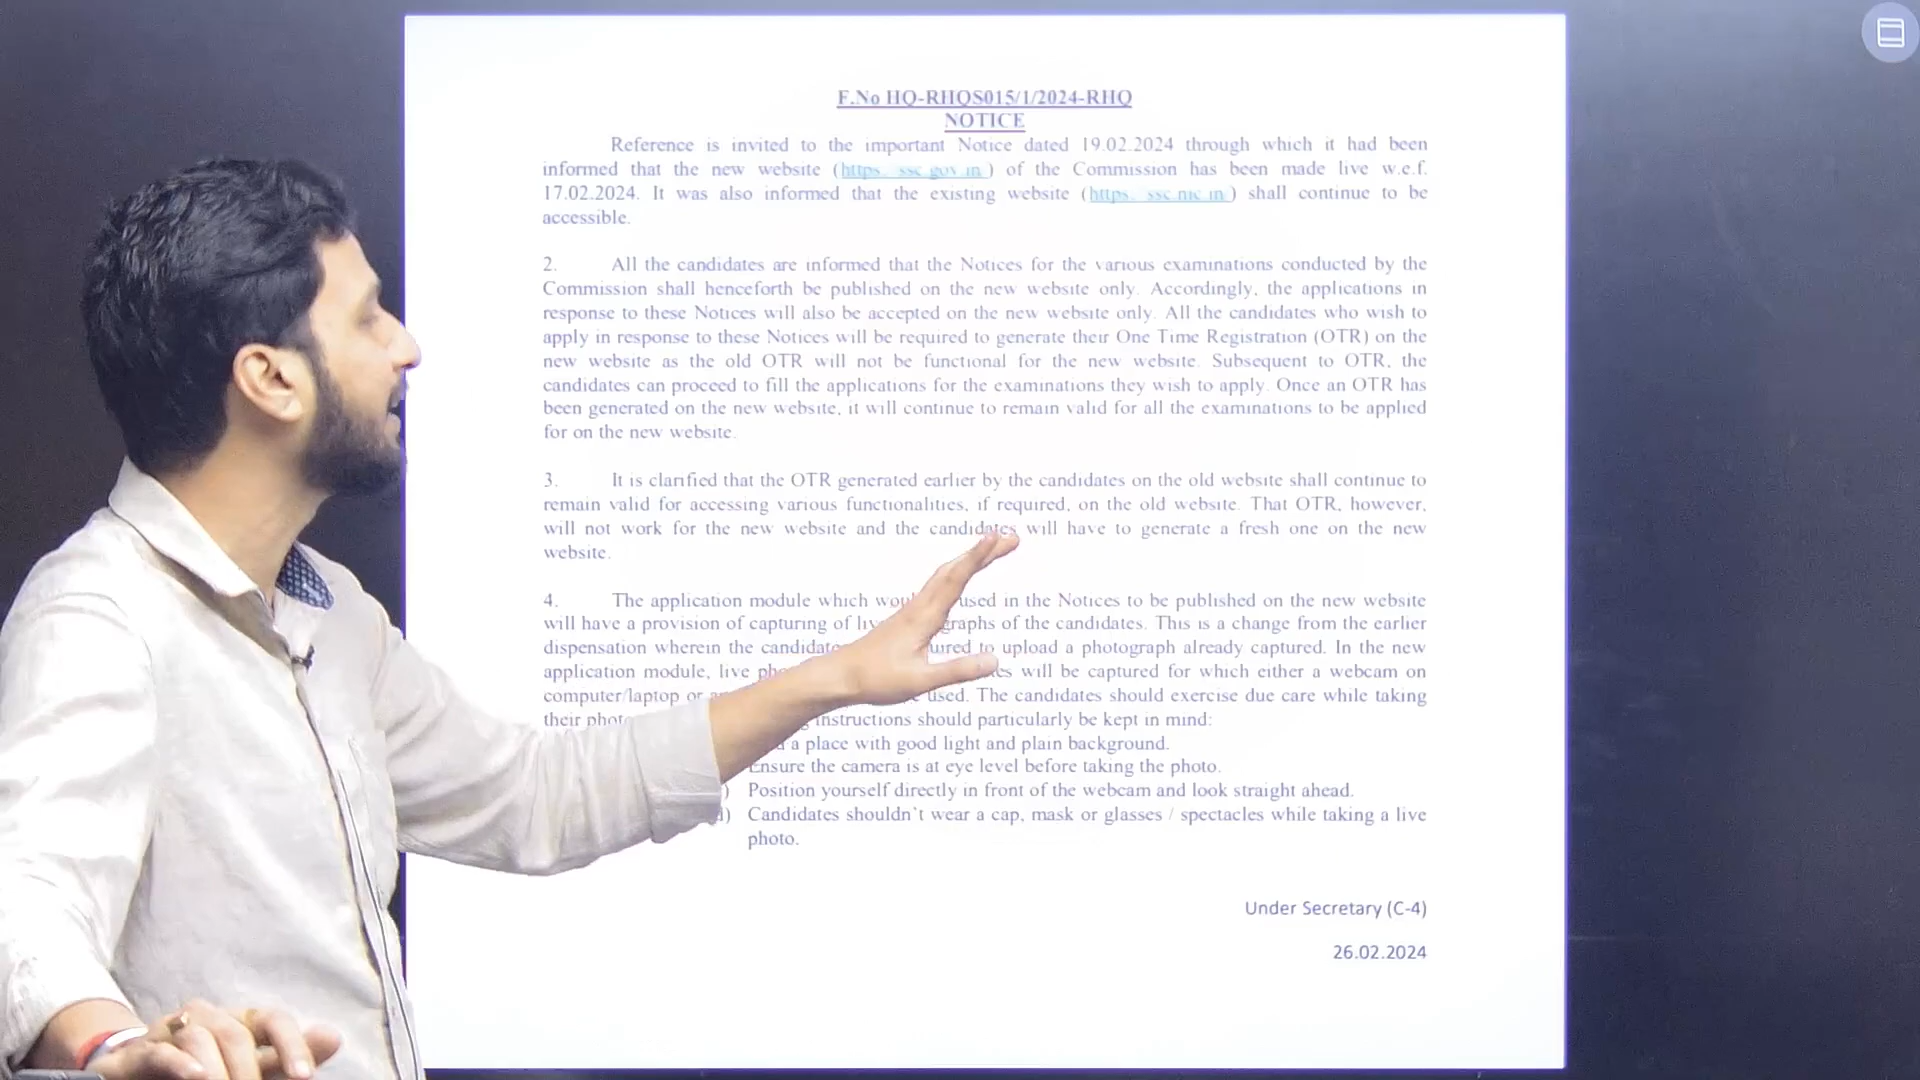 F.No HQ-RHQS015/1/2024-RHQ
NOTICE
Reference is invited to the important Notice dated 19.02.2024 through which it had been
informed that the new website (https. ssc gov in ) of the Commission has been made live w.e.f.
17.02.2024. It was also informed that the existing website (https. ssc nic in ) shall continue to be
accessible.
2. All the candidates are informed that the Notices for the various examinations conducted by the
Commission shall henceforth be published on the new website only. Accordingly, the applications in
response to these Notices will also be accepted on the new website only. All the candidates who wish to
apply in response to these Notices will be required to generate their One Time Registration (OTR) on the
new website as the old OTR will not be functional for the new website. Subsequent to OTR, the
candidates can proceed to fill the applications for the examinations they wish to apply. Once an OTR has
been generated on the new website, it will continue to remain valid for all the examinations to be applied
for on the new website.
3. It is clarified that the OTR generated earlier by the candidates on the old website shall continue to
remain valid for accessing various functionalities, if required, on the old website. That OTR, however,
will not work for the new website and the candidates will have to generate a fresh one on the new
website.
4. The application module which used in the Notices to be published on the new website
will have a provision of capturing of of the candidates. This is a change from the earlier
dispensation wherein the to upload a photograph already captured. In the new
application module, live will be captured for which either a webcam on
computer/laptop or used. The candidates should exercise due care while taking
their instructions should particularly be kept in mind:
a place with good light and plain background.
Ensure the camera is at eye level before taking the photo.
) Position yourself directly in front of the webcam and look straight ahead.
) Candidates shouldn`t wear a cap, mask or glasses / spectacles while taking a live
photo.
Under Secretary (C-4)
26.02.2024